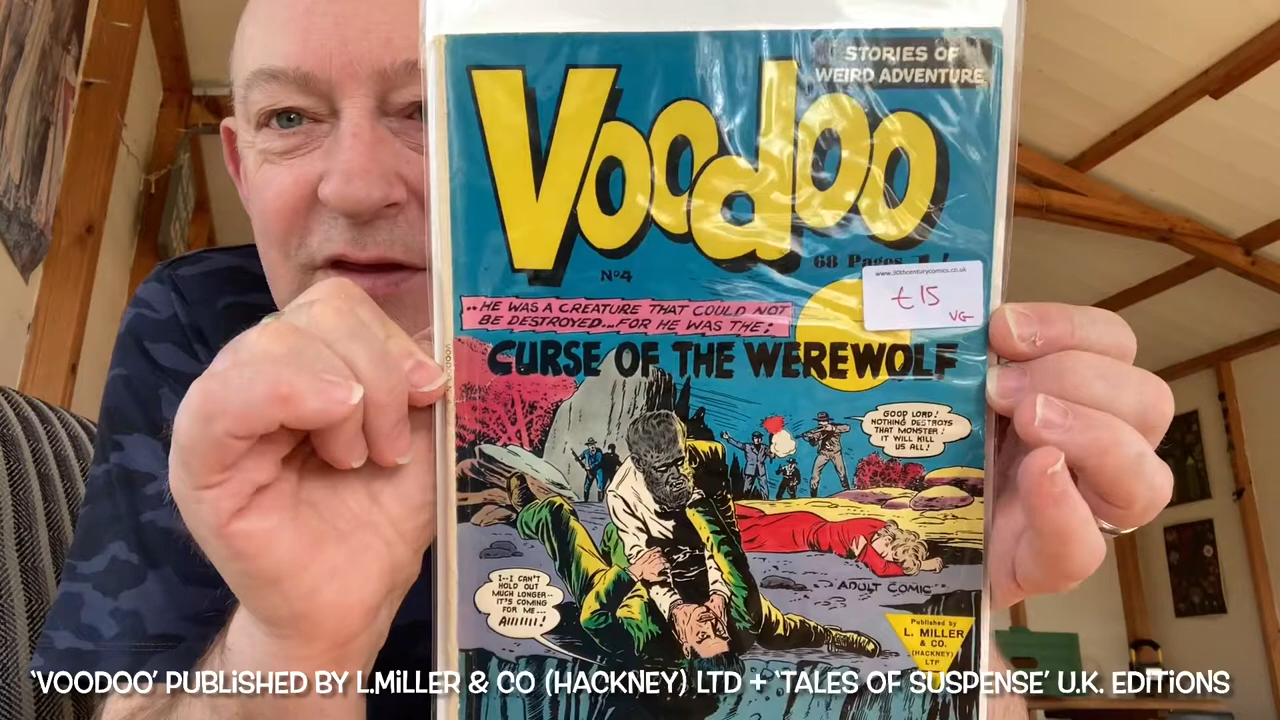 STORIES OF
WEIRD ADVENTURE
Voodoo
Nº4
68 Pages 1/-
www.30thcenturycomics.co.uk
£15
VG-
..HE WAS A CREATURE THAT COULD NOT
BE DESTROYED...FOR HE WAS THE;
CURSE OF THE WEREWOLF
GOOD LORD!
NOTHING DESTROYS
THAT MONSTER!
IT WILL KILL
US ALL!
I--I CAN'T
HOLD OUT
MUCH LONGER--
IT'S COMING
FOR ME...
AIIIIII!
ADULT COMIC
Published by
L. MILLER
& CO.
(HACKNEY)
LTD
'VOODOO' PUBLiSHED BY L.MiLLER & CO (HACKNEY) LTD + 'TALES OF SUSPENSE' U.K. EDiTiONS